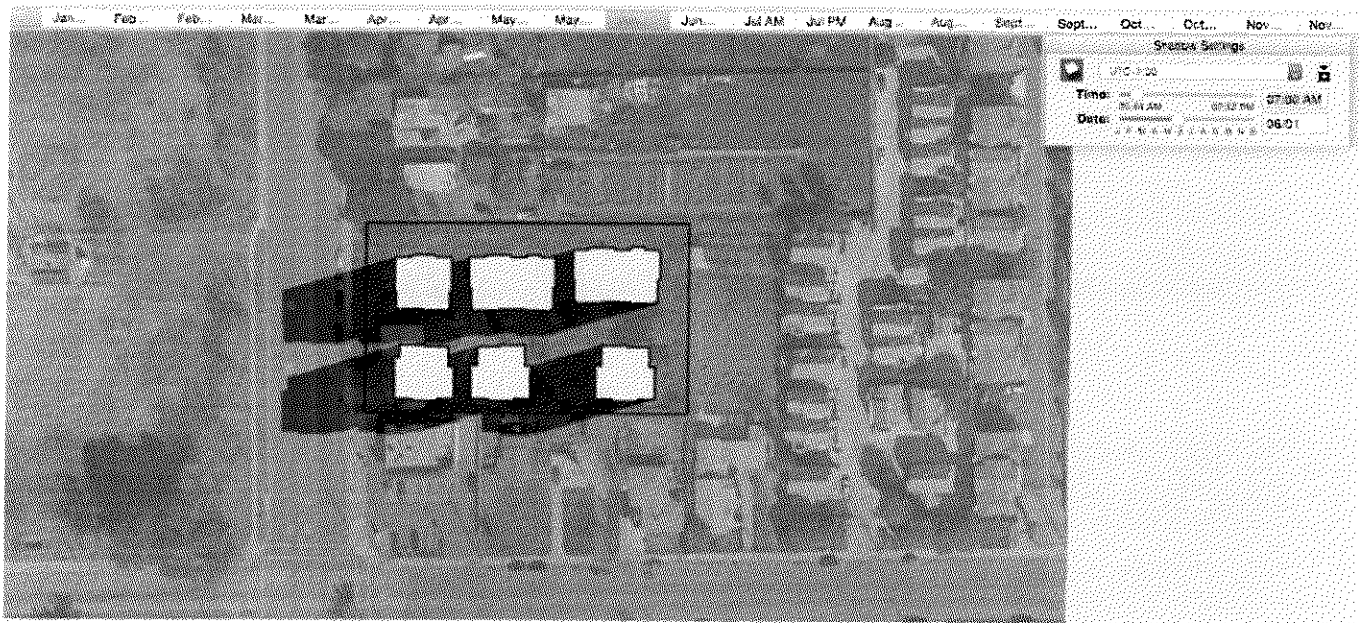 Jan... Feb... Feb... Mar... Mar... Apr... Apr... May... May... Jun... Jul AM Jul PM Aug... Aug... Sept... Sept... Oct... Oct... Nov... Nov...
Shadow Settings
Time: 07:00 AM
Date: J F M A M J J A S O N D 06/01